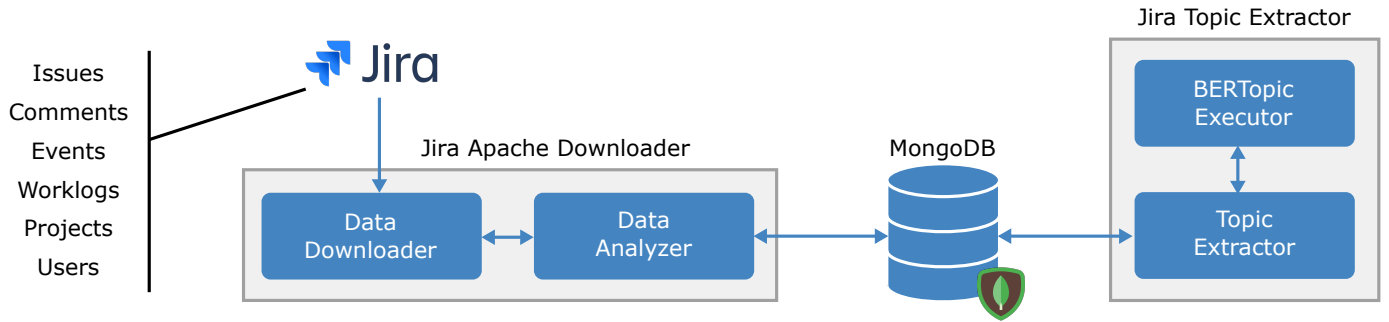 Issues
Comments
Events
Worklogs
Projects
Users
Jira
Jira Apache Downloader
Data
Downloader
Data
Analyzer
MongoDB
Jira Topic Extractor
BERTopic
Executor
Topic
Extractor